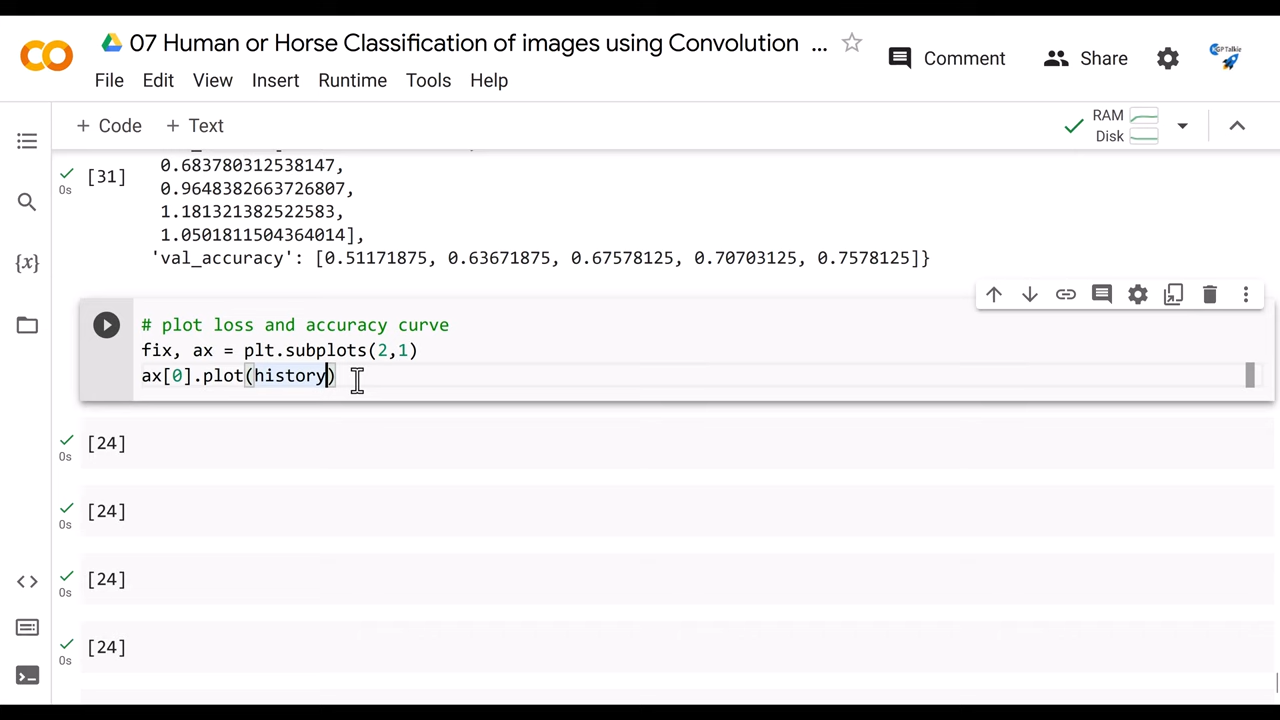 07 Human or Horse Classification of images using Convolution ...
Comment
Share
KGP Talkie
File Edit View Insert Runtime Tools Help
+ Code + Text
RAM
Disk
[31]
0s
0.683780312538147,
0.9648382663726807,
1.181321382522583,
1.0501811504364014],
'val_accuracy': [0.51171875, 0.63671875, 0.67578125, 0.70703125, 0.7578125]}
{x}
# plot loss and accuracy curve
fix, ax = plt.subplots(2,1)
ax[0].plot(history)
[24]
0s
[24]
0s
[24]
0s
[24]
0s